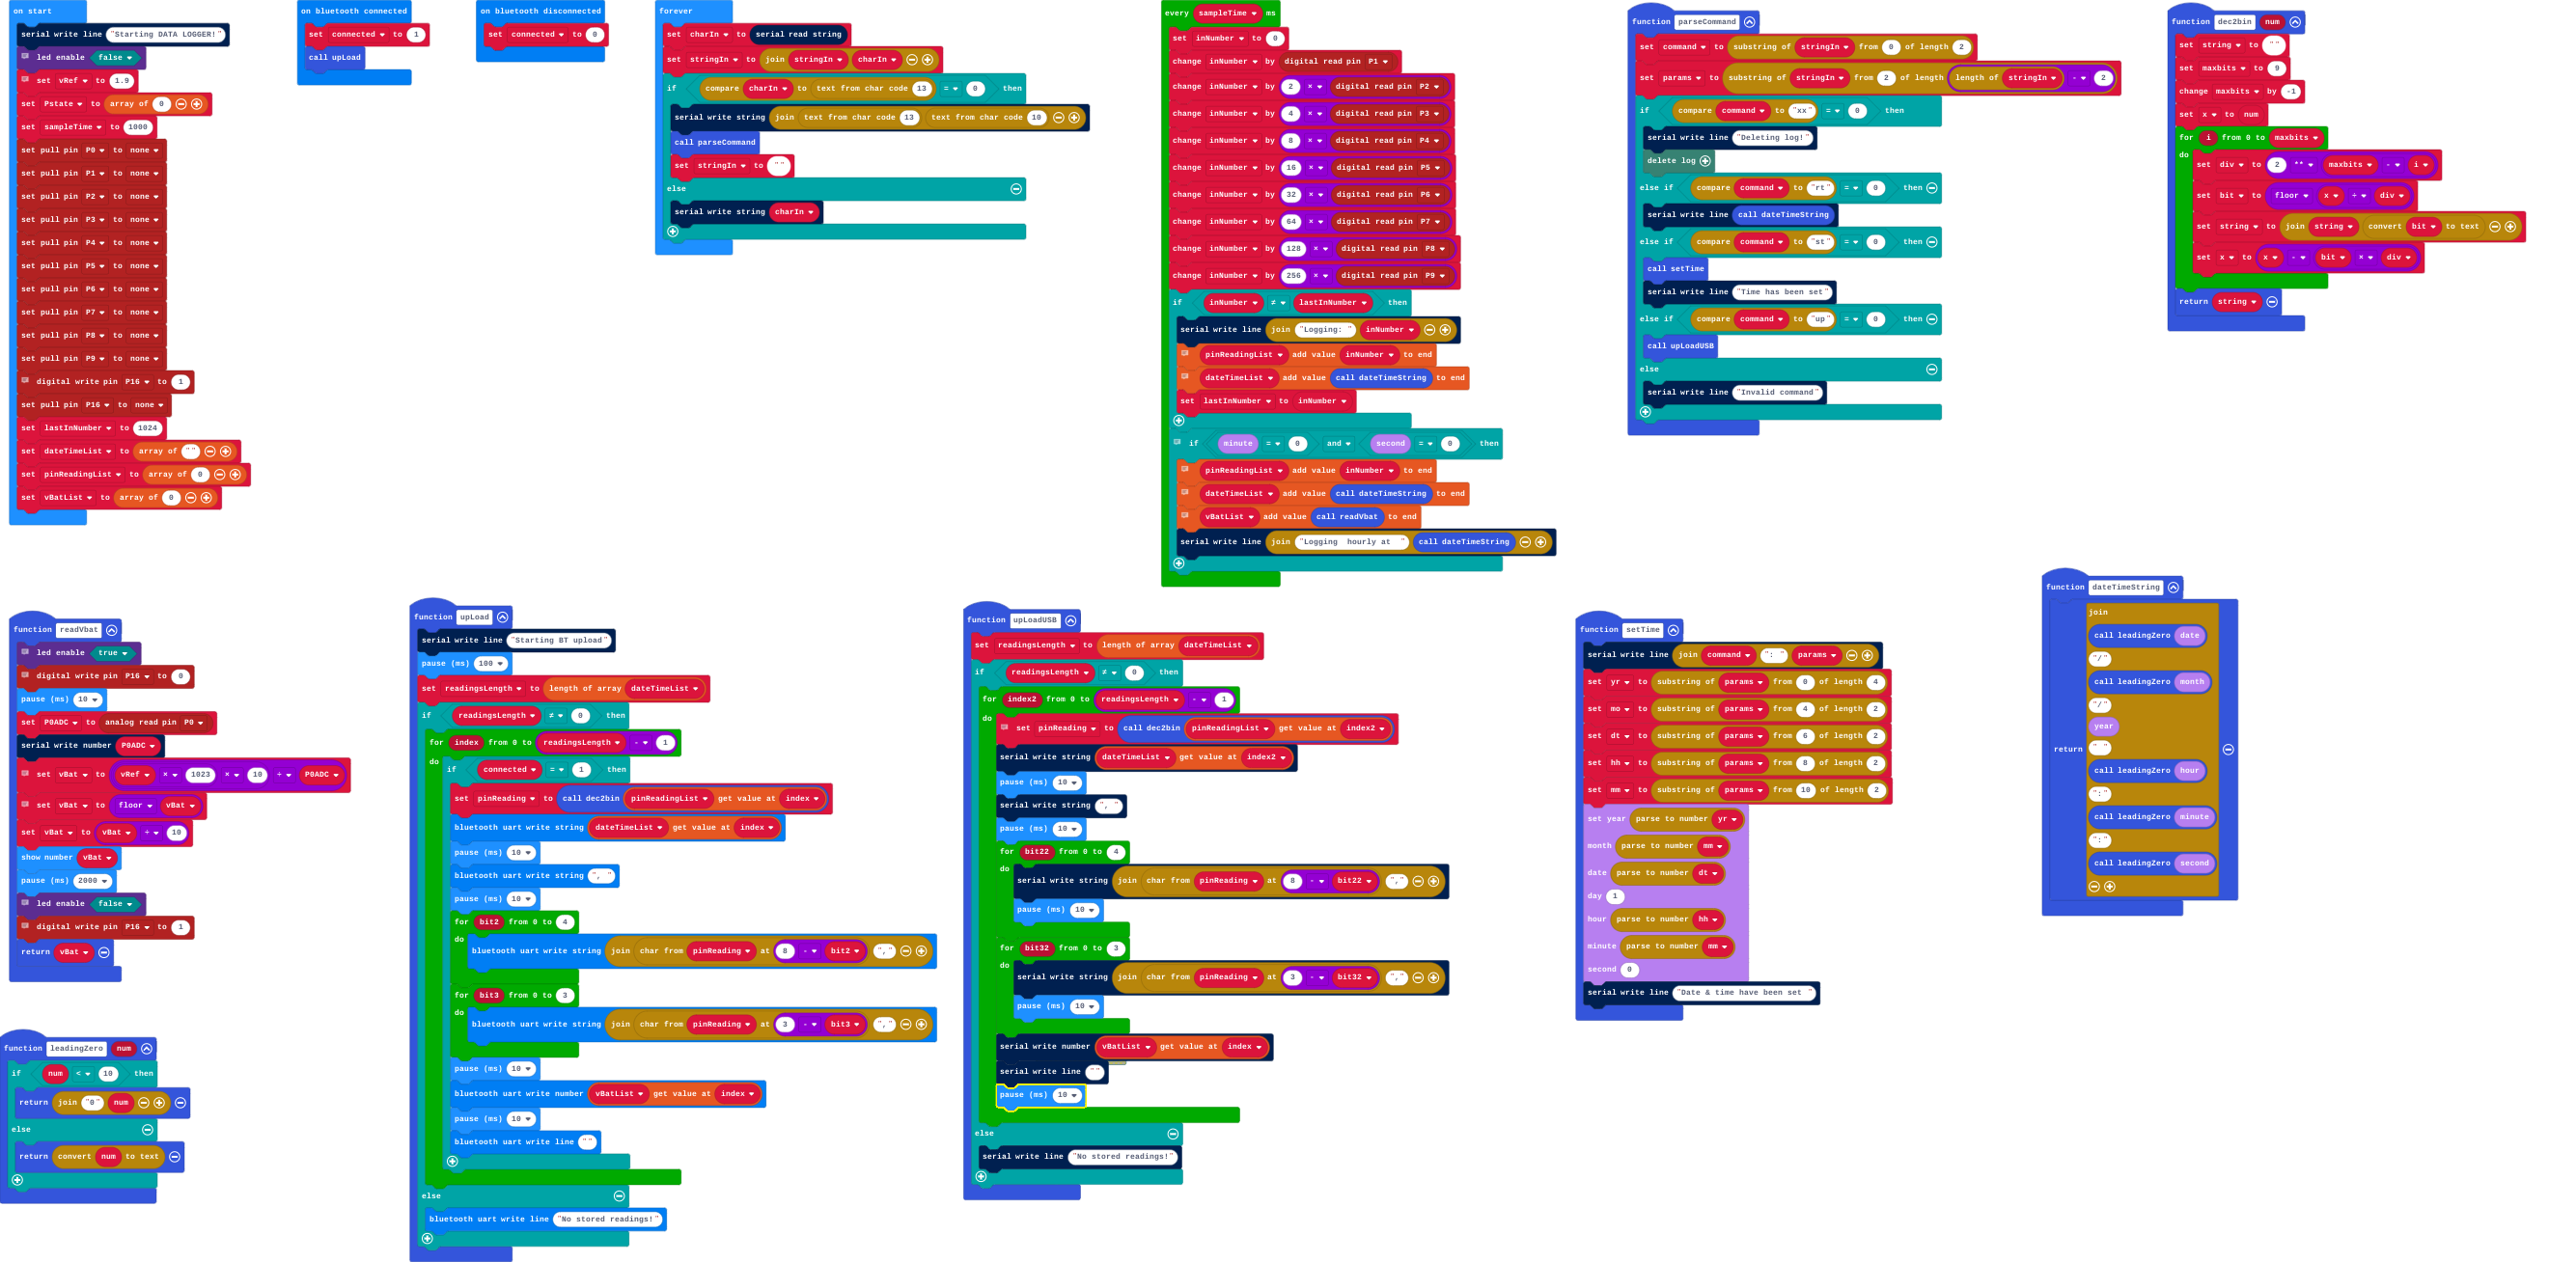 on start
serial write line "Starting DATA LOGGER!"
led enable false
set vRef to 1.9
set Pstate to array of 0
set sampleTime to 1000
set pull pin P0 to none
set pull pin P1 to none
set pull pin P2 to none
set pull pin P3 to none
set pull pin P4 to none
set pull pin P5 to none
set pull pin P6 to none
set pull pin P7 to none
set pull pin P8 to none
set pull pin P9 to none
digital write pin P16 to 1
set pull pin P16 to none
set lastInNumber to 1024
set dateTimeList to array of ""
set pinReadingList to array of 0
set vBatList to array of 0
on bluetooth connected
set connected to 1
call upLoad
on bluetooth disconnected
set connected to 0
forever
set charIn to serial read string
set stringIn to join stringIn charIn
if compare charIn to text from char code 13 = 0 then
serial write string join text from char code 13 text from char code 10
call parseCommand
set stringIn to ""
else
serial write string charIn
every sampleTime ms
set inNumber to 0
change inNumber by digital read pin P1
change inNumber by 2 × digital read pin P2
change inNumber by 4 × digital read pin P3
change inNumber by 8 × digital read pin P4
change inNumber by 16 × digital read pin P5
change inNumber by 32 × digital read pin P6
change inNumber by 64 × digital read pin P7
change inNumber by 128 × digital read pin P8
change inNumber by 256 × digital read pin P9
if inNumber ≠ lastInNumber then
serial write line join "Logging: " inNumber
pinReadingList add value inNumber to end
dateTimeList add value call dateTimeString to end
set lastInNumber to inNumber
if minute = 0 and second = 0 then
pinReadingList add value inNumber to end
dateTimeList add value call dateTimeString to end
vBatList add value call readVbat to end
serial write line join "Logging  hourly at  " call dateTimeString
function parseCommand
set command to substring of stringIn from 0 of length 2
set params to substring of stringIn from 2 of length length of stringIn - 2
if compare command to "xx" = 0 then
serial write line "Deleting log!"
delete log
else if compare command to "rt" = 0 then
serial write line call dateTimeString
else if compare command to "st" = 0 then
call setTime
serial write line "Time has been set"
else if compare command to "up" = 0 then
call upLoadUSB
else
serial write line "Invalid command"
function dec2bin num
set string to ""
set maxbits to 9
change maxbits by -1
set x to num
for i from 0 to maxbits
do
set div to 2 ** maxbits - i
set bit to floor x ÷ div
set string to join string convert bit to text
set x to x - bit × div
return string
function readVbat
led enable true
digital write pin P16 to 0
pause (ms) 10
set P0ADC to analog read pin P0
serial write number P0ADC
set vBat to vRef × 1023 × 10 ÷ P0ADC
set vBat to floor vBat
set vBat to vBat ÷ 10
show number vBat
pause (ms) 2000
led enable false
digital write pin P16 to 1
return vBat
function leadingZero num
if num < 10 then
return join "0" num
else
return convert num to text
function upLoad
serial write line "Starting BT upload"
pause (ms) 100
set readingsLength to length of array dateTimeList
if readingsLength ≠ 0 then
for index from 0 to readingsLength - 1
do
if connected = 1 then
set pinReading to call dec2bin pinReadingList get value at index
bluetooth uart write string dateTimeList get value at index
pause (ms) 10
bluetooth uart write string ", "
pause (ms) 10
for bit2 from 0 to 4
do
bluetooth uart write string join char from pinReading at 8 - bit2 ","
for bit3 from 0 to 3
do
bluetooth uart write string join char from pinReading at 3 - bit3 ","
pause (ms) 10
bluetooth uart write number vBatList get value at index
pause (ms) 10
bluetooth uart write line ""
else
bluetooth uart write line "No stored readings!"
function upLoadUSB
set readingsLength to length of array dateTimeList
if readingsLength ≠ 0 then
for index2 from 0 to readingsLength - 1
do
set pinReading to call dec2bin pinReadingList get value at index2
serial write string dateTimeList get value at index2
pause (ms) 10
serial write string ", "
pause (ms) 10
for bit22 from 0 to 4
do
serial write string join char from pinReading at 8 - bit22 ","
pause (ms) 10
for bit32 from 0 to 3
do
serial write string join char from pinReading at 3 - bit32 ","
pause (ms) 10
serial write number vBatList get value at index
serial write line ""
pause (ms) 10
else
serial write line "No stored readings!"
function setTime
serial write line join command ": " params
set yr to substring of params from 0 of length 4
set mo to substring of params from 4 of length 2
set dt to substring of params from 6 of length 2
set hh to substring of params from 8 of length 2
set mm to substring of params from 10 of length 2
set year parse to number yr
month parse to number mm
date parse to number dt
day 1
hour parse to number hh
minute parse to number mm
second 0
serial write line "Date & time have been set "
function dateTimeString
return
join
call leadingZero date
"/"
call leadingZero month
"/"
year
" "
call leadingZero hour
":"
call leadingZero minute
":"
call leadingZero second